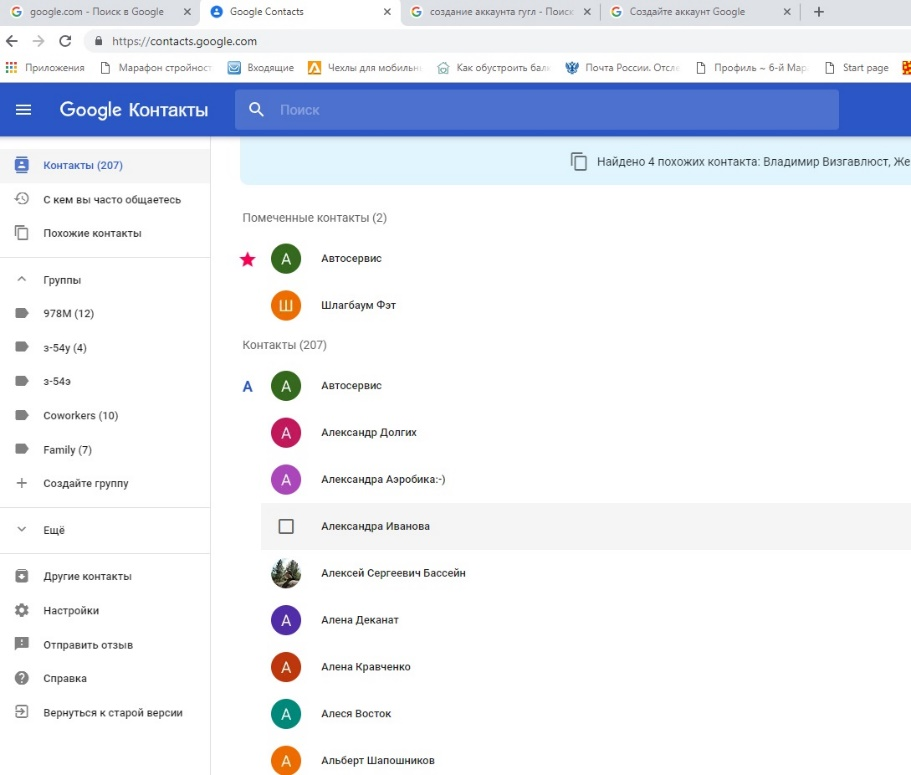 google.com - Поиск в Google
Google Contacts
создание аккаунта гугл - Поиск
Создайте аккаунт Google
https://contacts.google.com
Приложения
Марафон стройност
Входящие
Чехлы для мобильн
Как обустроить бал
Почта России. Отсле
Профиль ~ 6-й Мар
Start page
Google Контакты
Поиск
Контакты (207)
С кем вы часто общаетесь
Похожие контакты
Группы
978М (12)
з-54у (4)
з-54э
Coworkers (10)
Family (7)
Создайте группу
Ещё
Другие контакты
Настройки
Отправить отзыв
Справка
Вернуться к старой версии
Найдено 4 похожих контакта: Владимир Визгавлюст, Же
Помеченные контакты (2)
А Автосервис
Ш Шлагбаум Фэт
Контакты (207)
А А Автосервис
А Александр Долгих
А Александра Аэробика:-)
Александра Иванова
Алексей Сергеевич Бассейн
А Алена Деканат
А Алена Кравченко
А Алеся Восток
А Альберт Шапошников